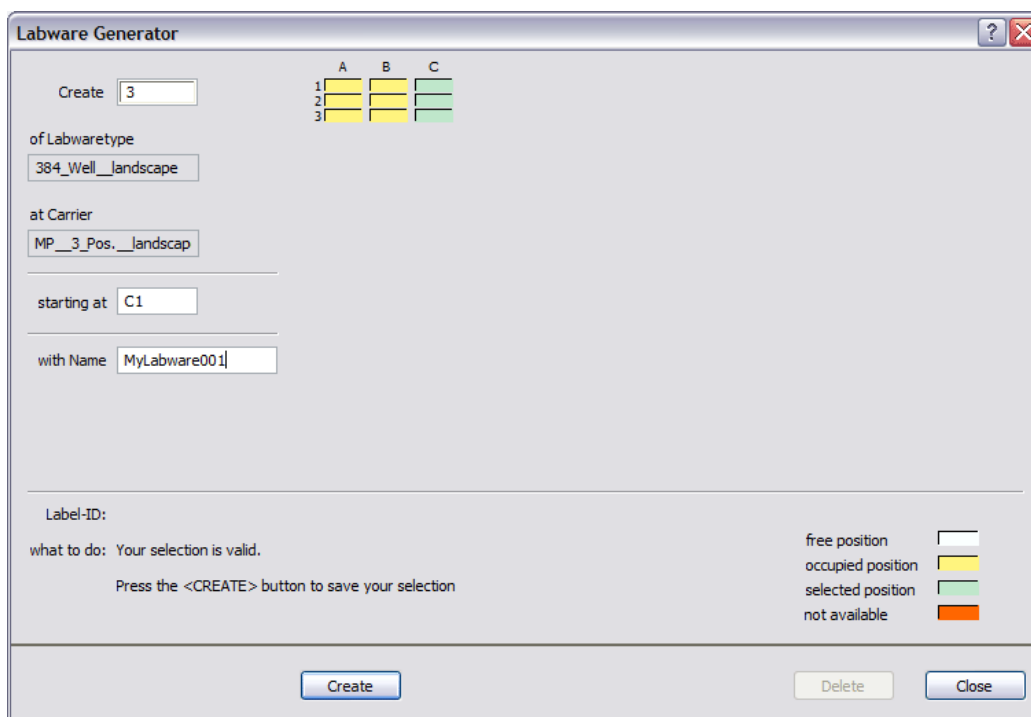 Labware Generator
A B C
Create 3
1
2
3
of Labwaretype
384_Well__landscape
at Carrier
MP__3_Pos.__landscap
starting at C1
with Name MyLabware001
Label-ID:
what to do: Your selection is valid.
Press the <CREATE> button to save your selection
free position
occupied position
selected position
not available
Create Delete Close